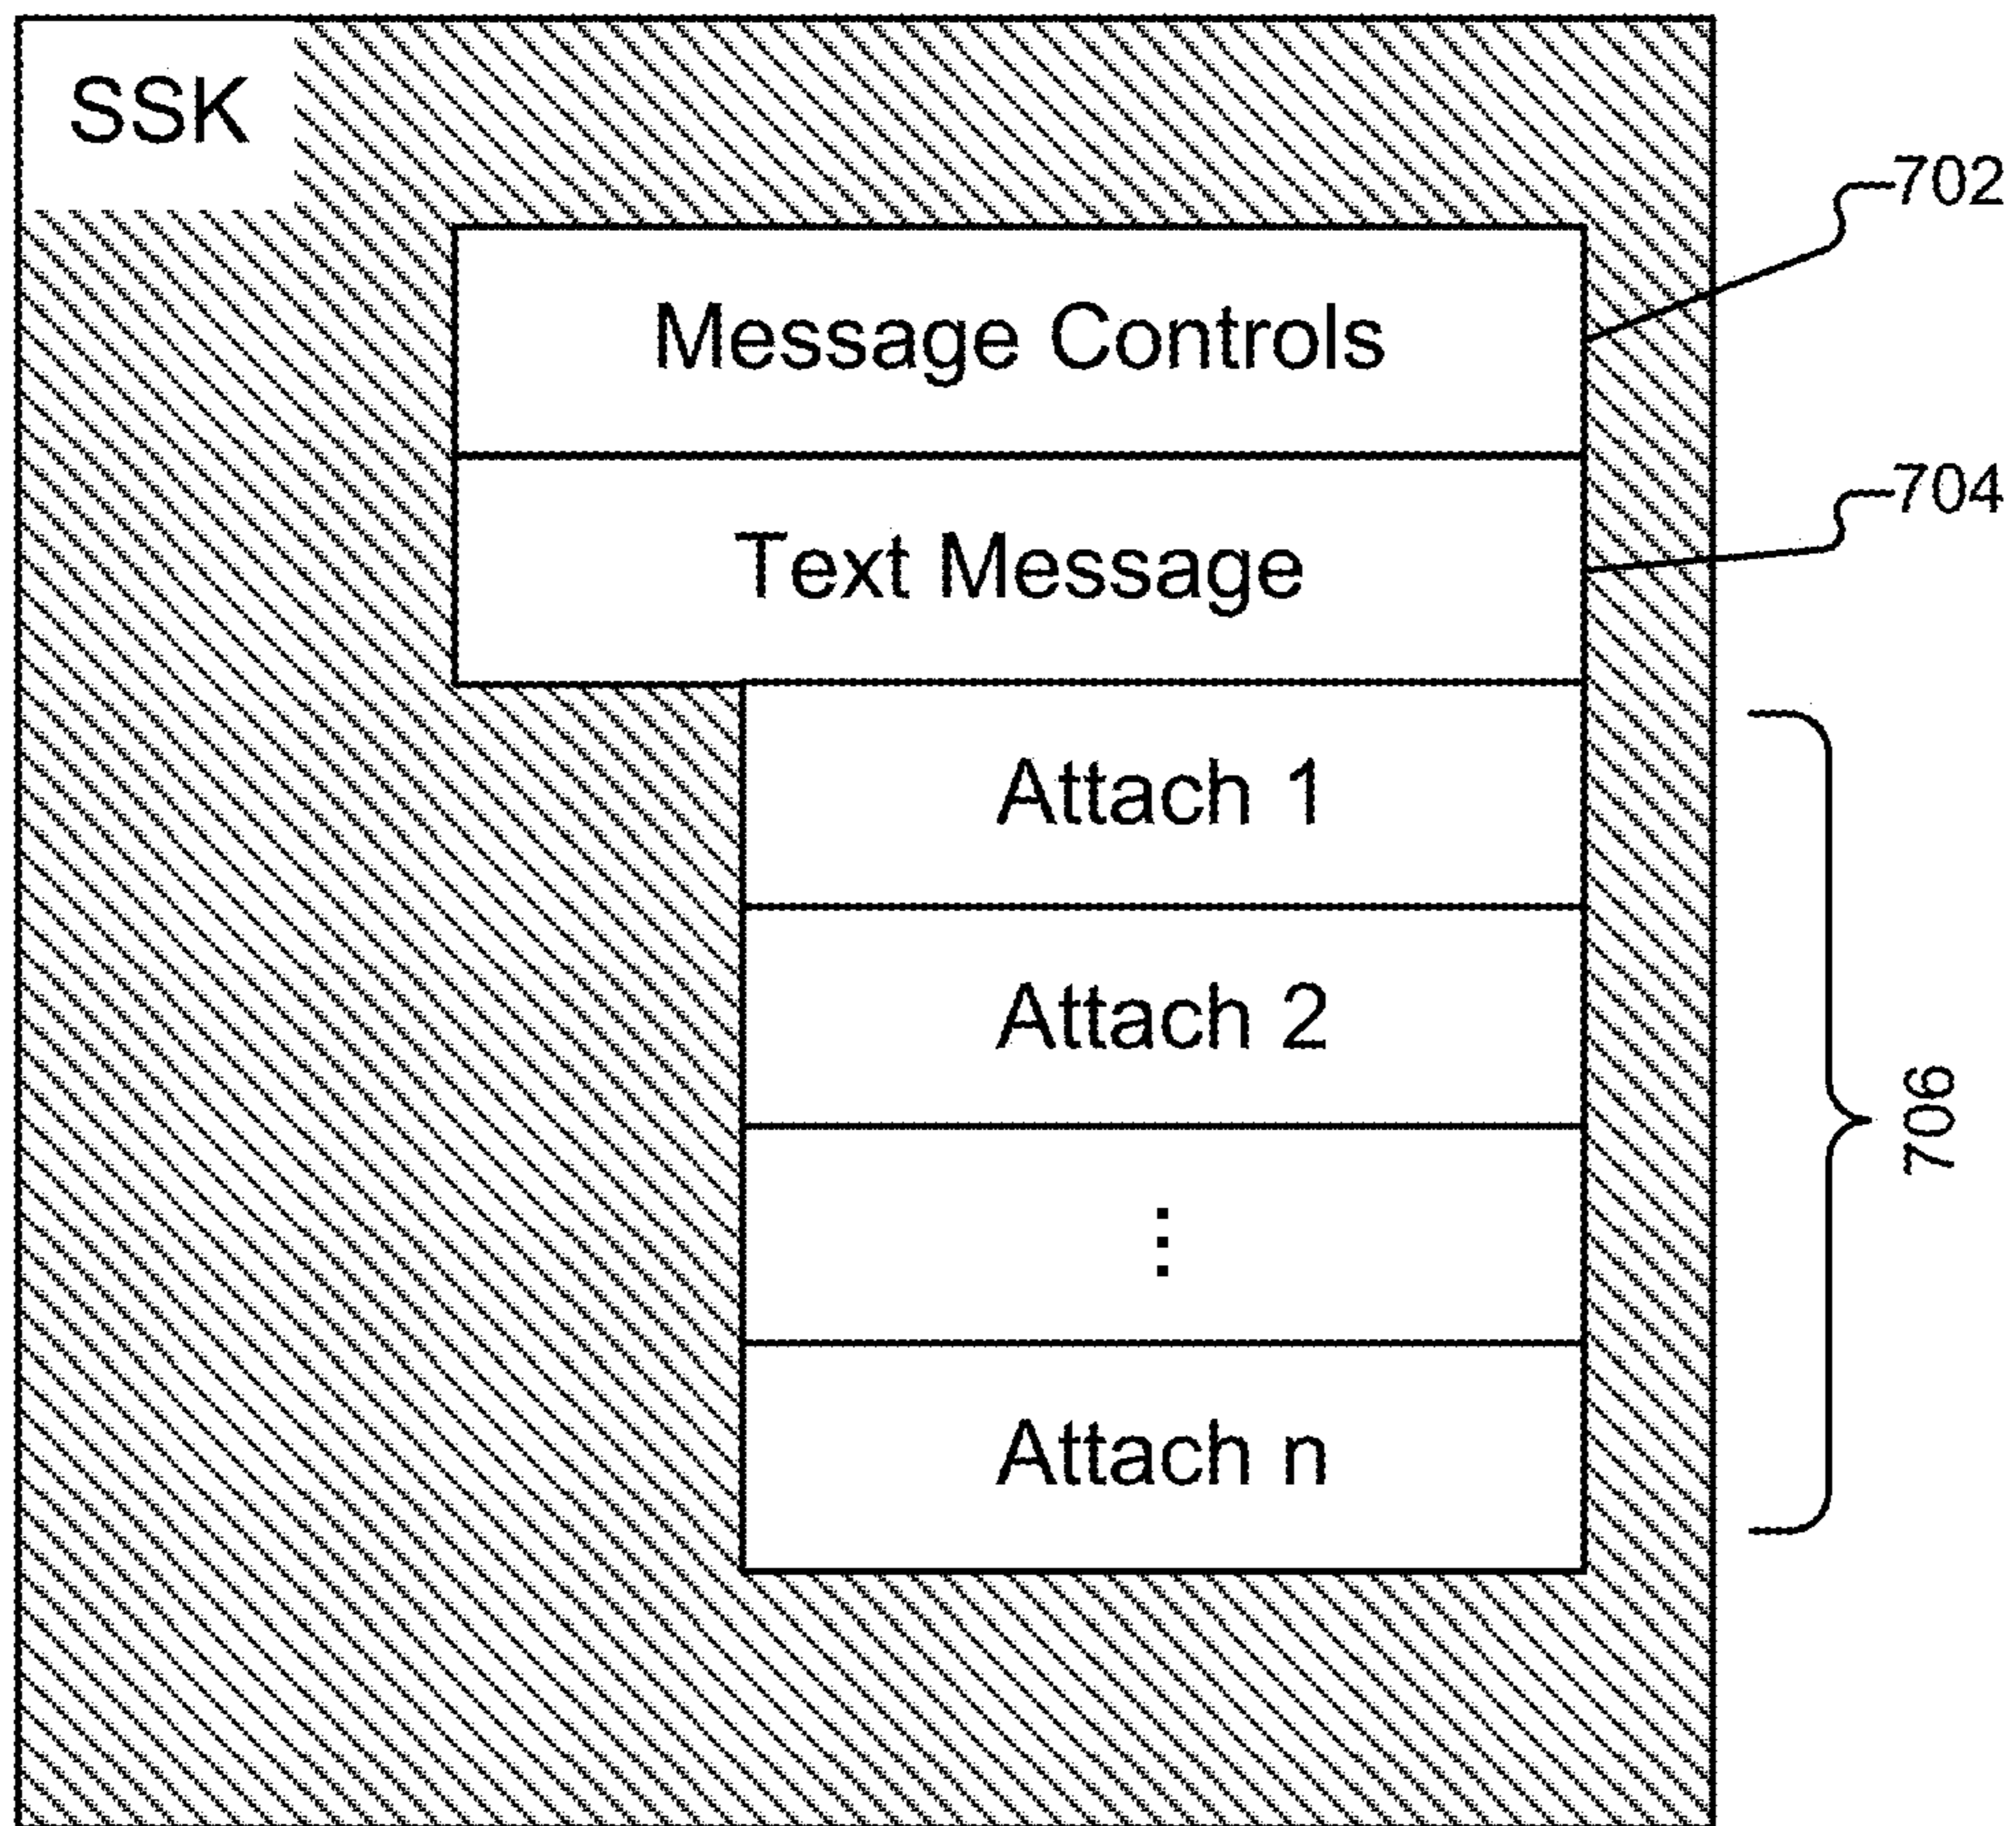 SSK
702
Message Controls
704
Text Message
Attach 1
Attach 2
⋮
706
Attach n